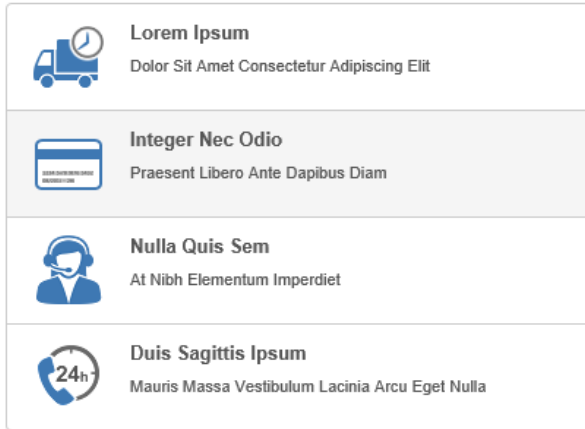 Lorem Ipsum
Dolor Sit Amet Consectetur Adipiscing Elit
Integer Nec Odio
Praesent Libero Ante Dapibus Diam
Nulla Quis Sem
At Nibh Elementum Imperdiet
24h
Duis Sagittis Ipsum
Mauris Massa Vestibulum Lacinia Arcu Eget Nulla